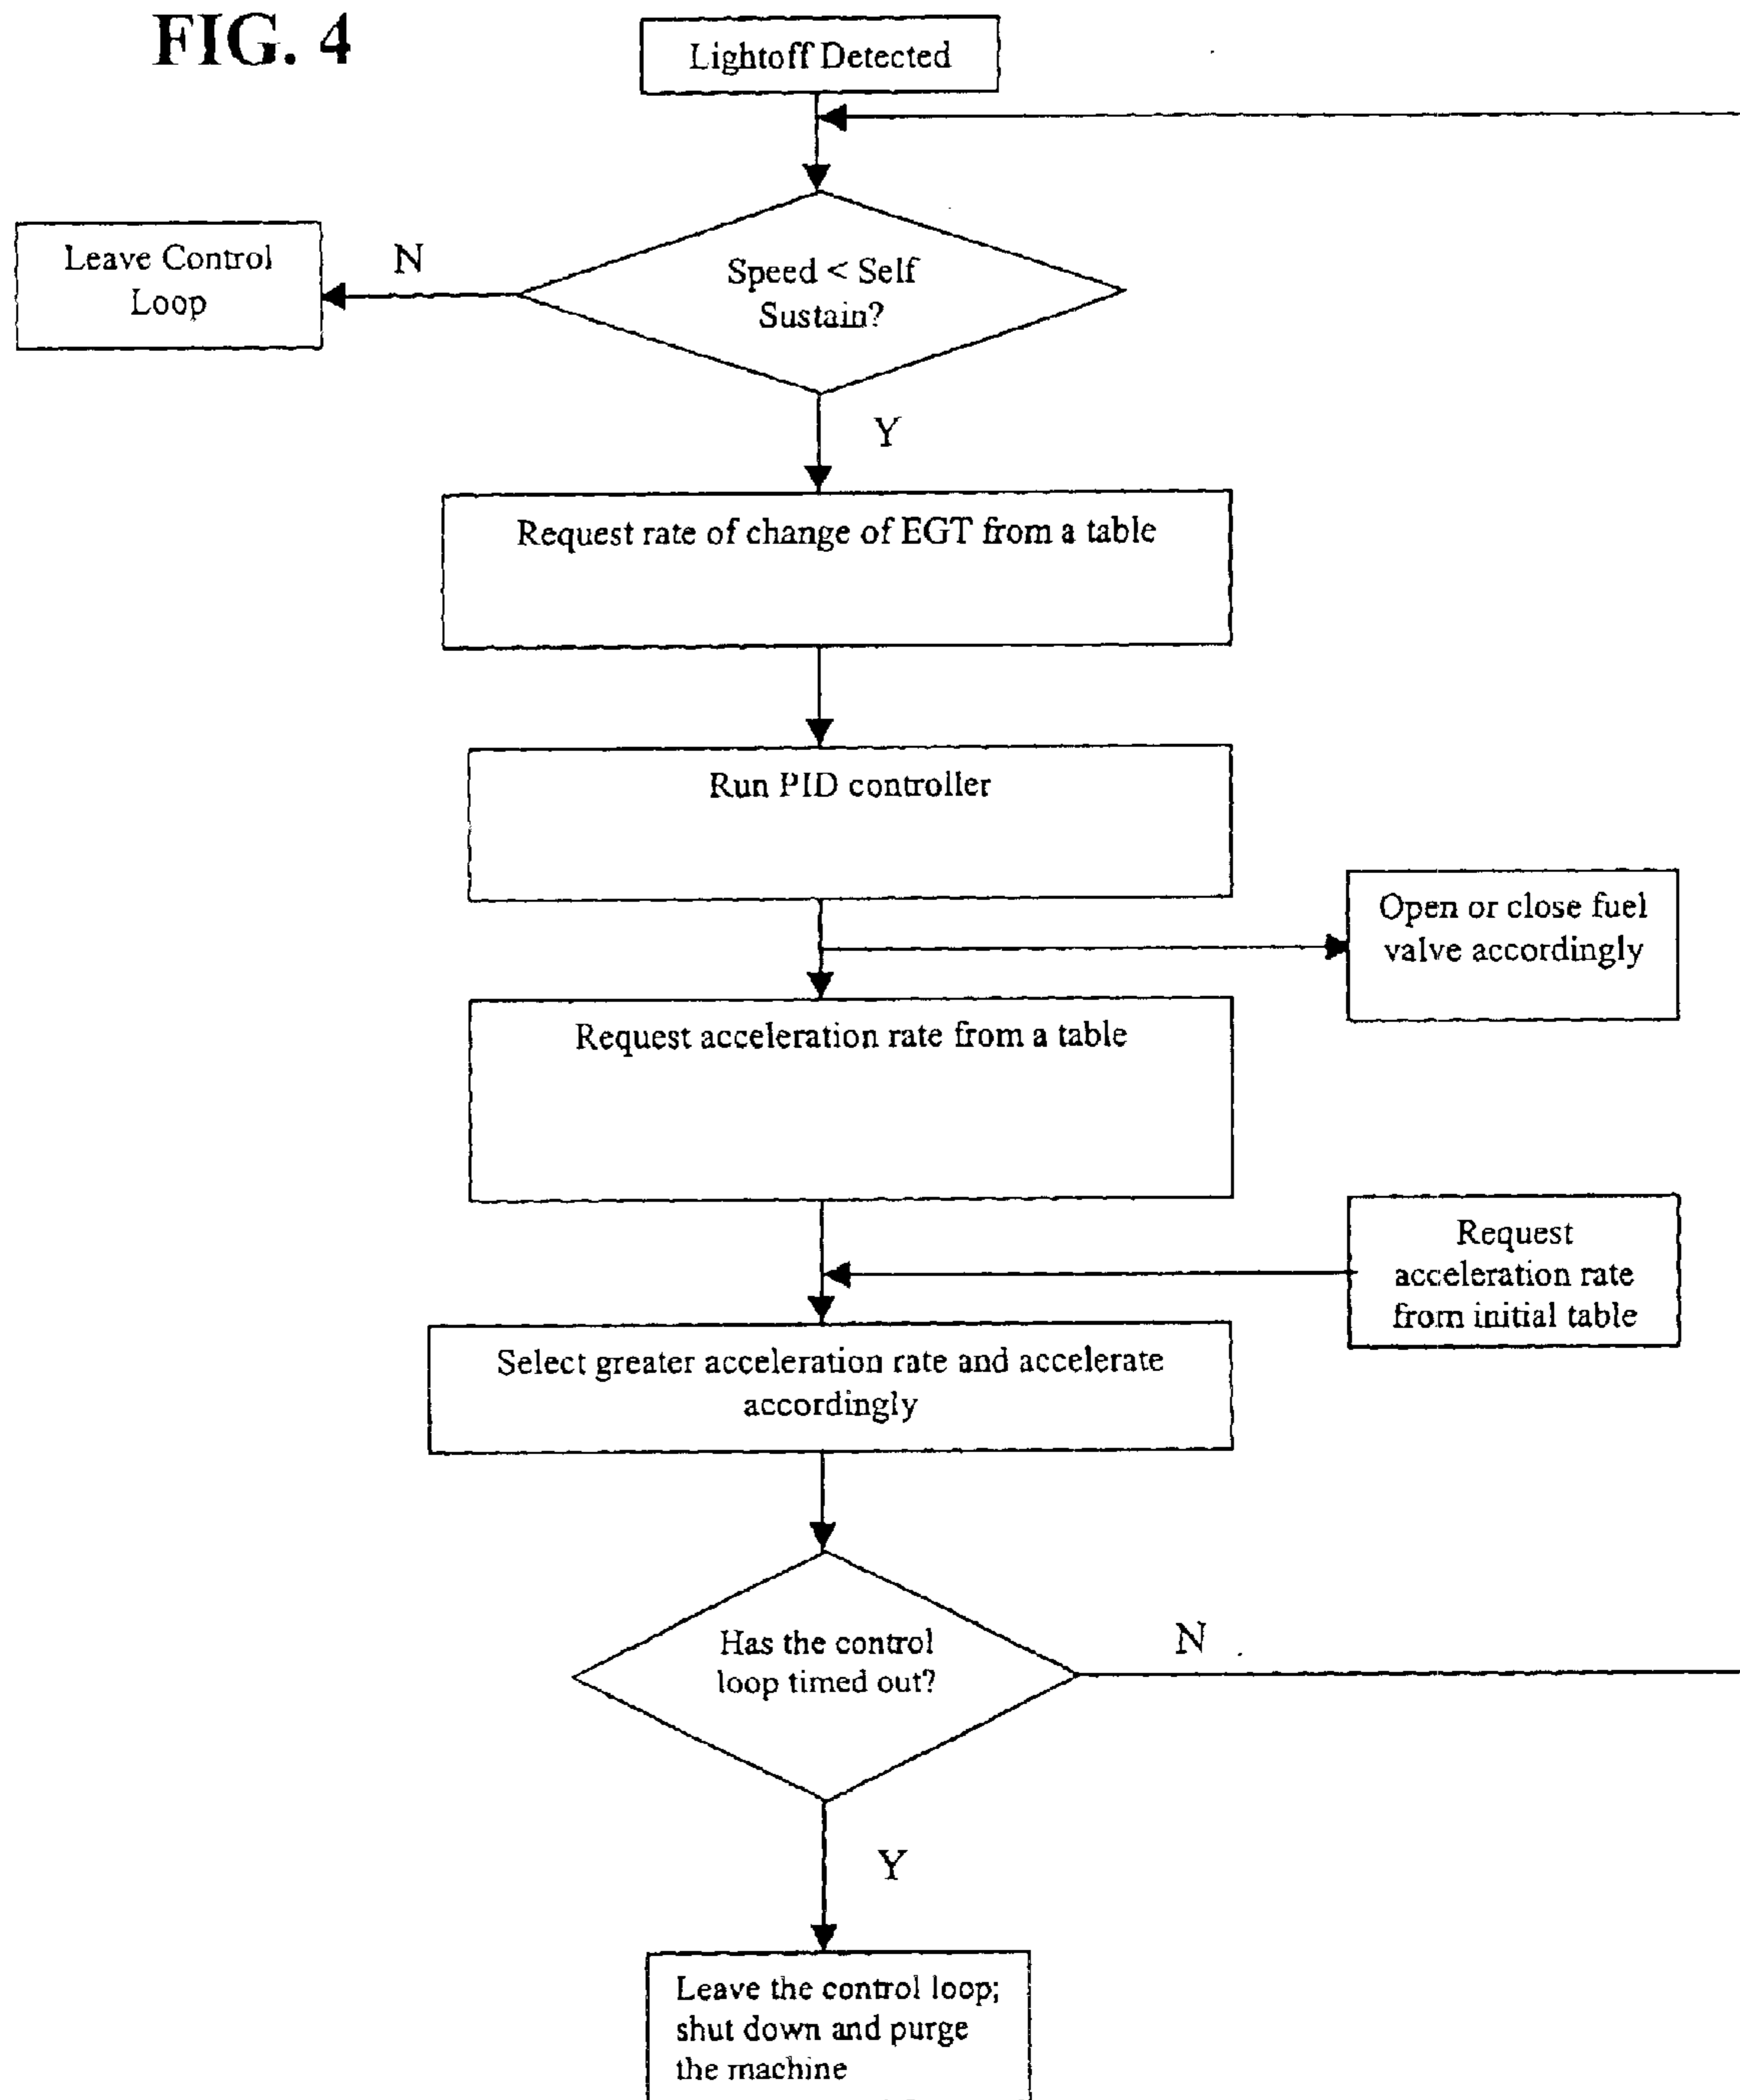 FIG. 4
Lightoff Detected
Leave Control
Loop
N
Speed < Self
Sustain?
Y
Request rate of change of EGT from a table
Run PID controller
Open or close fuel
valve accordingly
Request acceleration rate from a table
Request
acceleration rate
from initial table
Select greater acceleration rate and accelerate
accordingly
Has the control
loop timed out?
N
Y
Leave the control loop;
shut down and purge
the machine